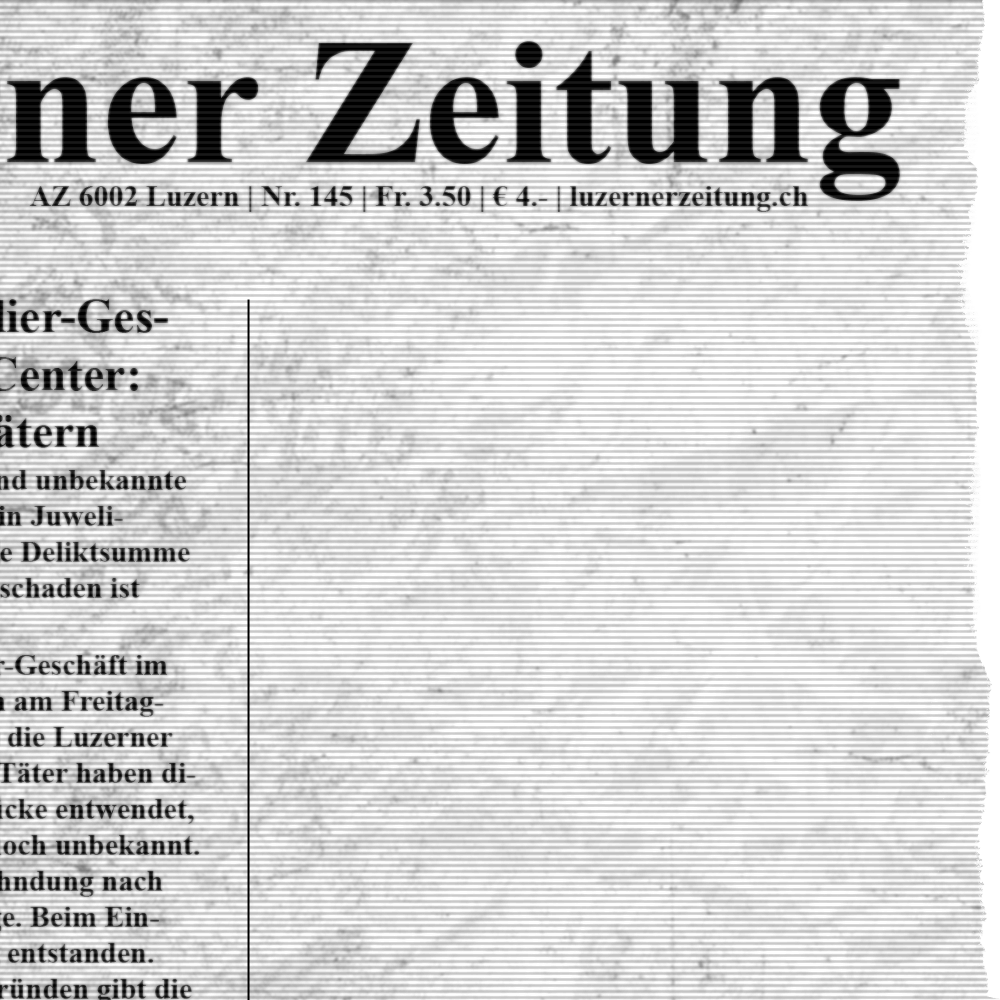 ner Zeitung
AZ 6002 Luzern | Nr. 145 | Fr. 3.50 | € 4.- | luzernerzeitung.ch
lier-Ges-
Center:
ätern
nd unbekannte
in Juweli-
e Deliktsumme
schaden ist
r-Geschäft im
am Freitag-
die Luzerner
Täter haben di-
icke entwendet,
noch unbekannt.
hndung nach
ge. Beim Ein-
entstanden.
ründen gibt die